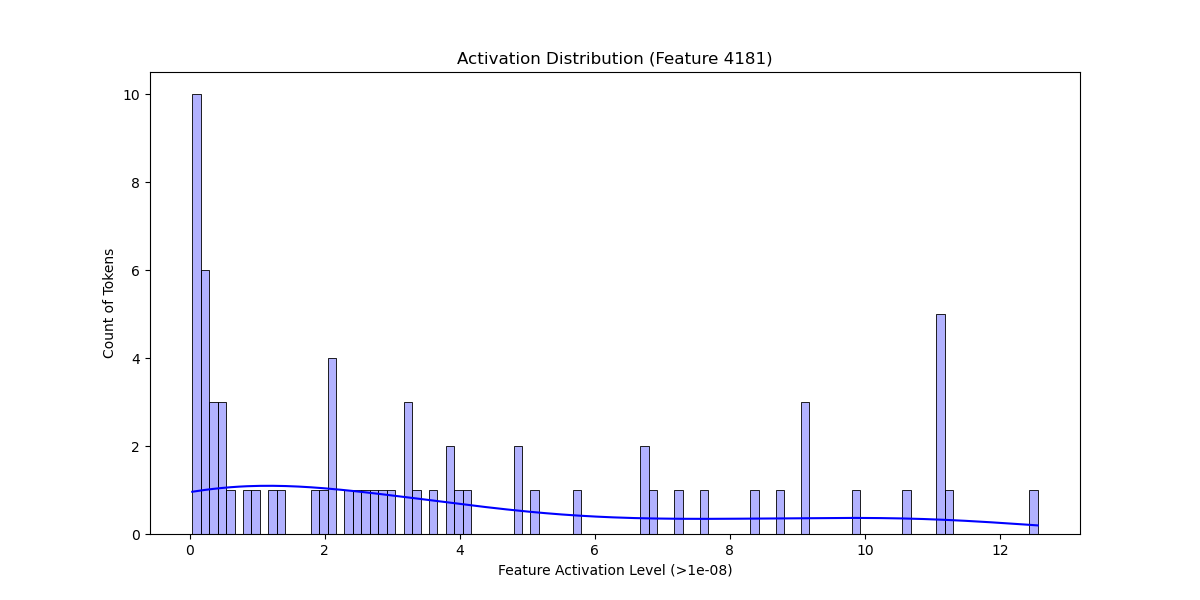 Activation Distribution (Feature 4181)
10
8
6
4
2
0
Count of Tokens
0 2 4 6 8 10 12
Feature Activation Level (>1e-08)